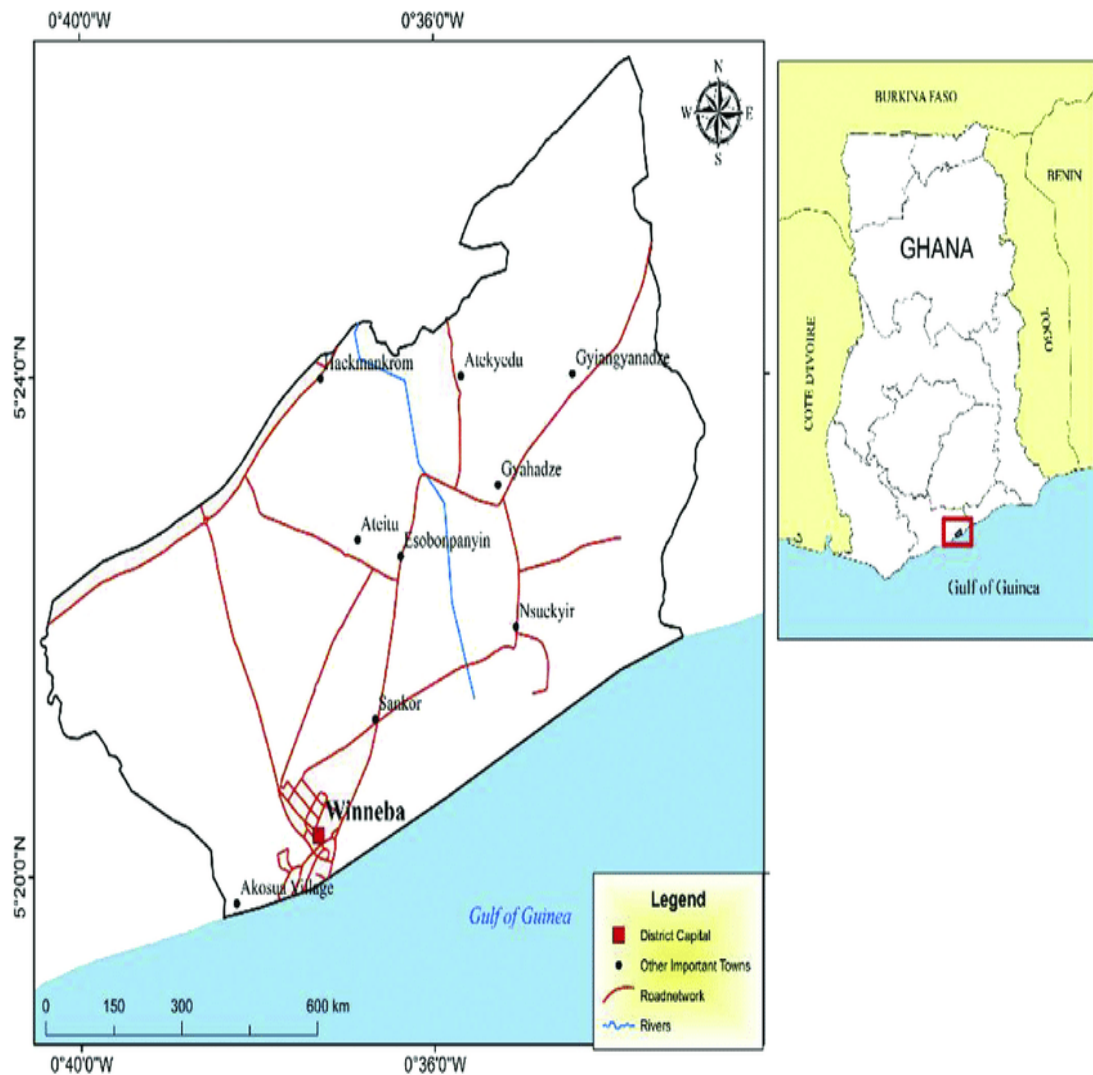 0°40'0"W
0°36'0"W
N
W
E
S
5°24'0"N
Hackmankrom
Atekyedu
Gyiangyanadze
Gyahadze
Ateitu
Esobonpanyin
Nsuekyir
Sankor
Winneba
Akosua Village
5°20'0"N
Gulf of Guinea
0 150 300 600 km
Legend
District Capital
Other Important Towns
Roadnetwork
Rivers
0°40'0"W
0°36'0"W
BURKINA FASO
BENIN
GHANA
TOGO
COTE D'IVOIRE
Gulf of Guinea